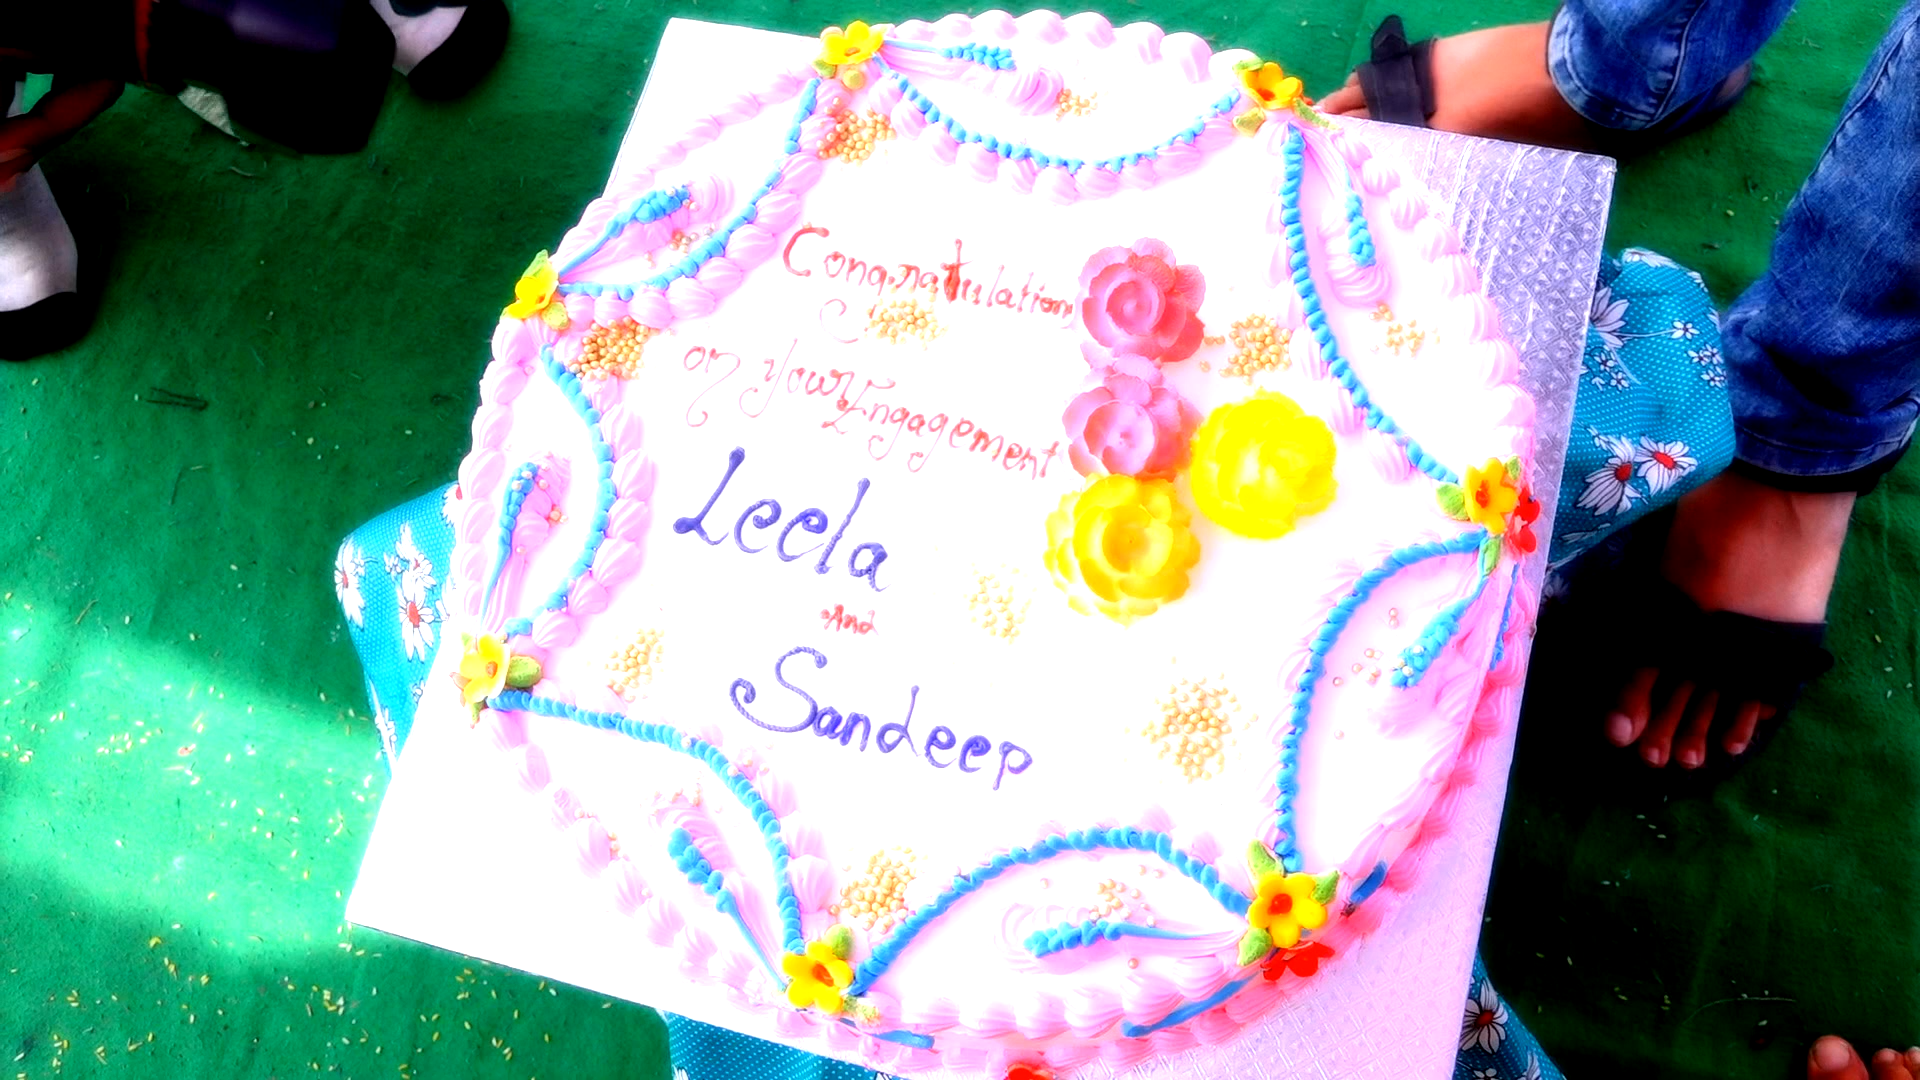 Congratulation
on Your Engagement
Leela
And
Sandeep